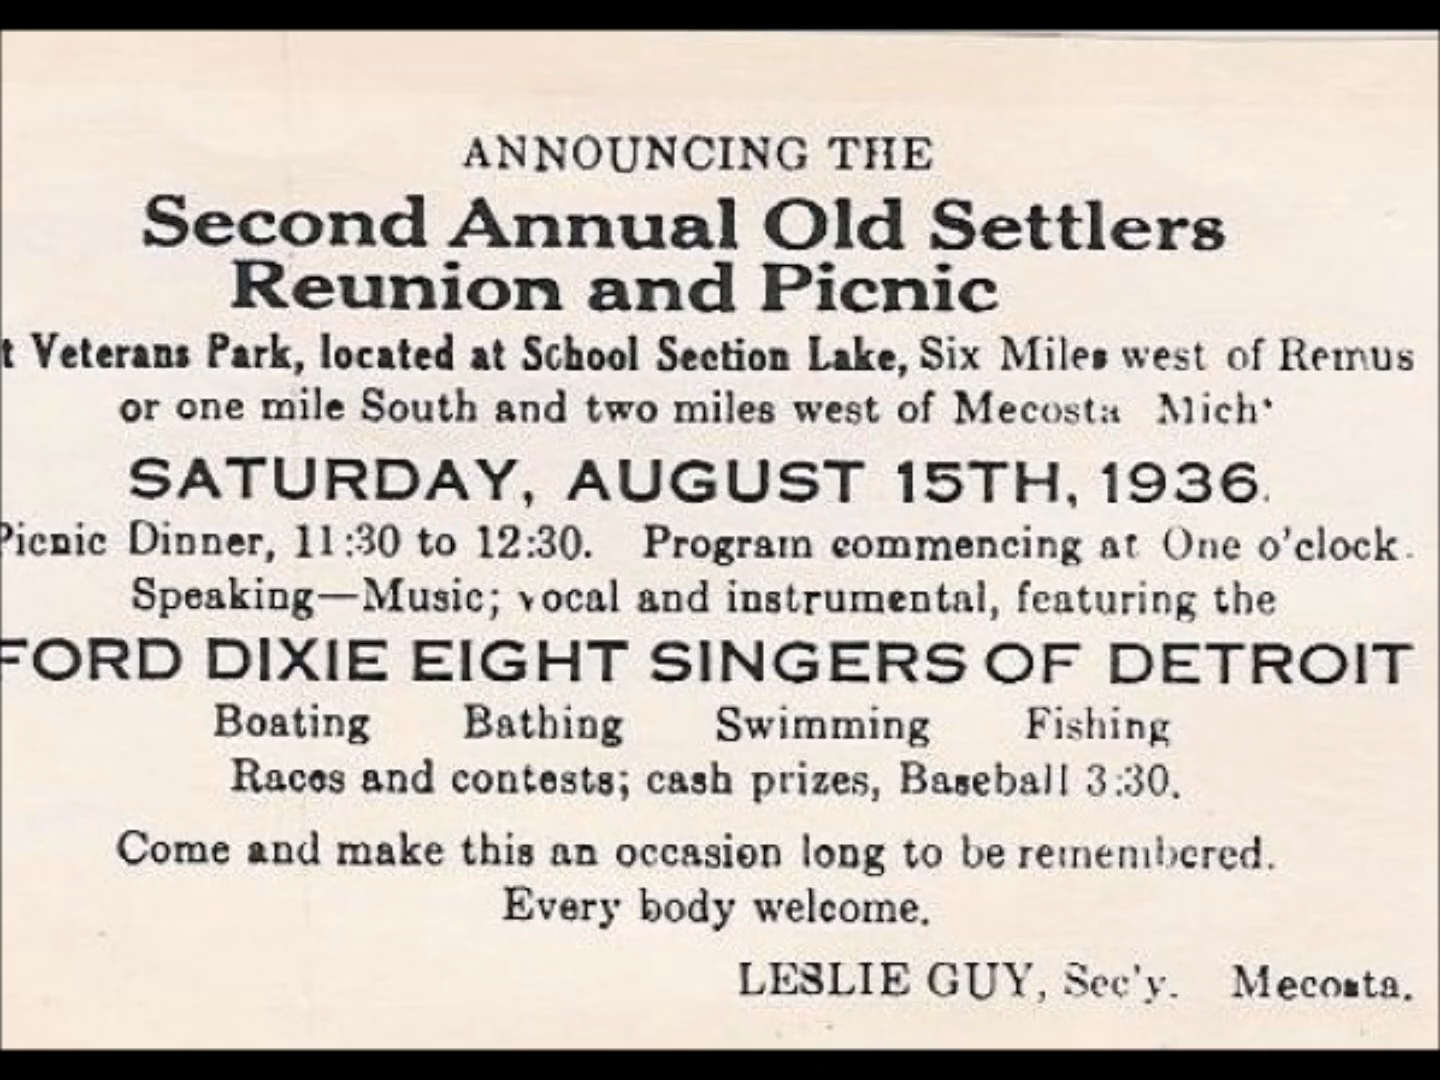 ANNOUNCING THE
Second Annual Old Settlers
Reunion and Picnic
t Veterans Park, located at School Section Lake, Six Miles west of Remus
or one mile South and two miles west of Mecosta Mich'
SATURDAY, AUGUST 15TH, 1936.
Picnic Dinner, 11:30 to 12:30. Program commencing at One o'clock.
Speaking—Music; vocal and instrumental, featuring the
FORD DIXIE EIGHT SINGERS OF DETROIT
Boating Bathing Swimming Fishing
Races and contests; cash prizes, Baseball 3:30.
Come and make this an occasion long to be remembered.
Every body welcome.
LESLIE GUY, Sec'y. Mecosta.